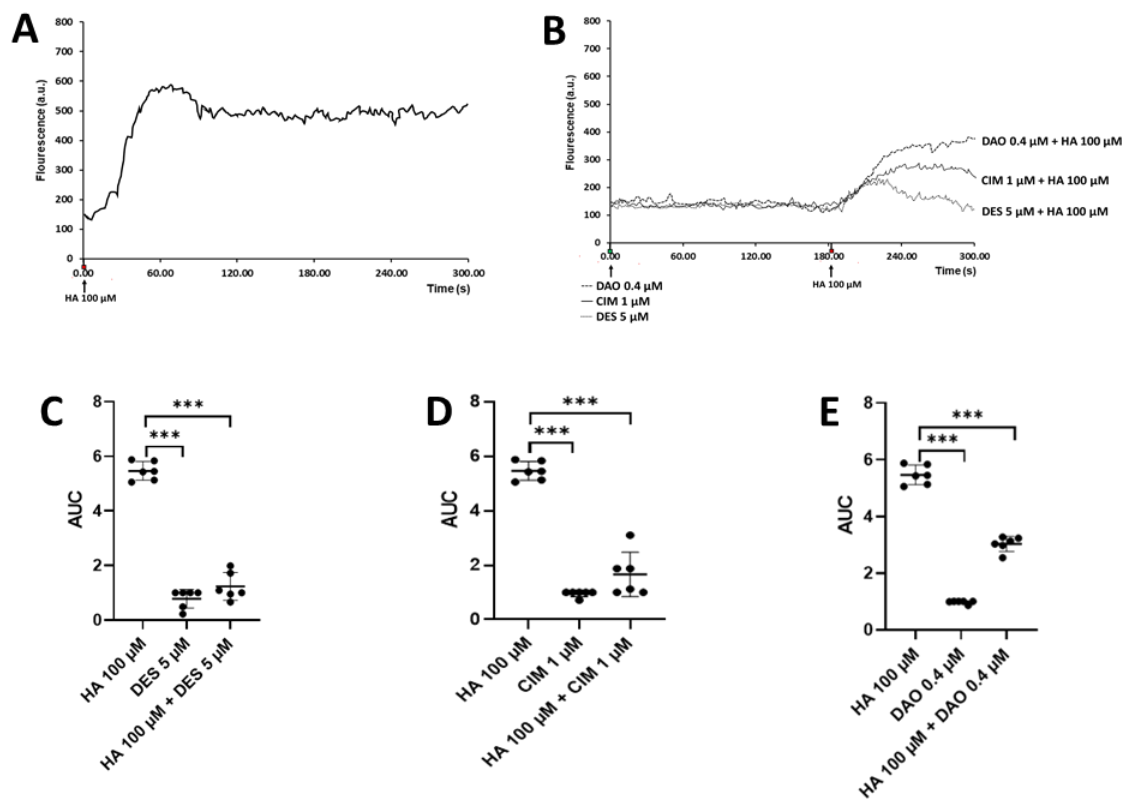 A
800
700
600
500
400
300
200
100
0
Flourescence (a.u.)
0.00 60.00 120.00 180.00 240.00 300.00
Time (s)
HA 100 µM
B
800
700
600
500
400
300
200
100
0
Flourescence (a.u.)
DAO 0.4 µM + HA 100 µM
CIM 1 µM + HA 100 µM
DES 5 µM + HA 100 µM
0.00 60.00 120.00 180.00 240.00 300.00
Time (s)
DAO 0.4 µM
CIM 1 µM
DES 5 µM
HA 100 µM
C
8
6
4
2
0
AUC
***
***
HA 100 µM
DES 5 µM
HA 100 µM + DES 5 µM
D
8
6
4
2
0
AUC
***
***
HA 100 µM
CIM 1 µM
HA 100 µM + CIM 1 µM
E
8
6
4
2
0
AUC
***
***
HA 100 µM
DAO 0.4 µM
HA 100 µM + DAO 0.4 µM